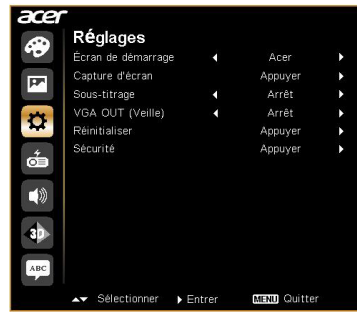 acer
Réglages
Écran de démarrage Acer
Capture d'écran Appuyer
Sous-titrage Arrêt
VGA OUT (Veille) Arrêt
Réinitialiser Appuyer
Sécurité Appuyer
3D
ABC
Sélectionner Entrer MENU Quitter